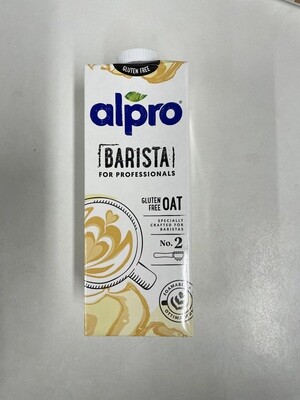 GLUTEN FREE
alpro
BARISTA
FOR PROFESSIONALS
GLUTEN
FREE OAT
SPECIALLY
CRAFTED FOR
BARISTAS
No. 2